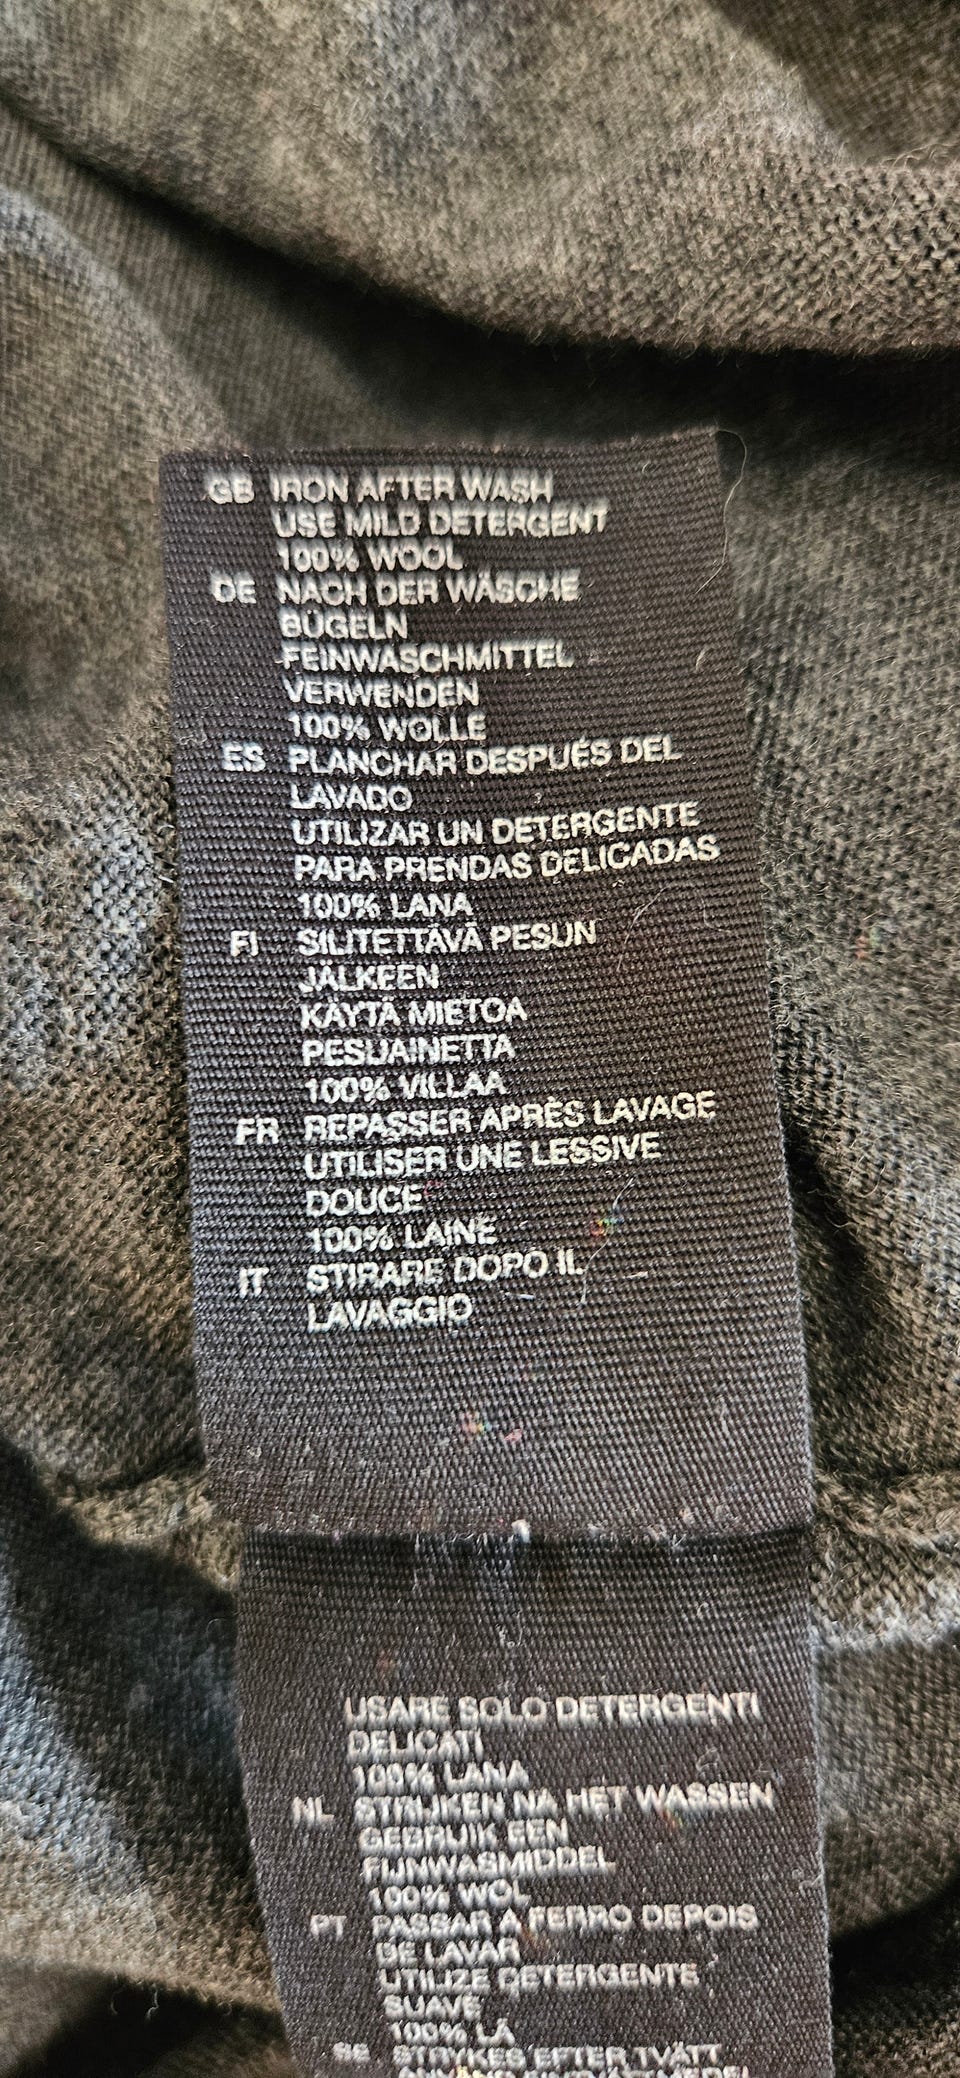 GB IRON AFTER WASH
USE MILD DETERGENT
100% WOOL
DE NACH DER WÄSCHE
BÜGELN
FEINWASCHMITTEL
VERWENDEN
100% WOLLE
ES PLANCHAR DESPUÉS DEL
LAVADO
UTILIZAR UN DETERGENTE
PARA PRENDAS DELICADAS
100% LANA
FI SILITETTÄVÄ PESUN
JÄLKEEN
KÄYTÄ MIETOA
PESUAINETTA
100% VILLAA
FR REPASSER APRÈS LAVAGE
UTILISER UNE LESSIVE
DOUCE
100% LAINE
IT STIRARE DOPO IL
LAVAGGIO
USARE SOLO DETERGENTI
DELICATI
100% LANA
NL STRIJKEN NA HET WASSEN
GEBRUIK EEN
FIJNWASMIDDEL
100% WOL
PT PASSAR A FERRO DEPOIS
DE LAVAR
UTILIZE DETERGENTE
SUAVE
100% LÃ
SE STRYKES EFTER TVÄTT